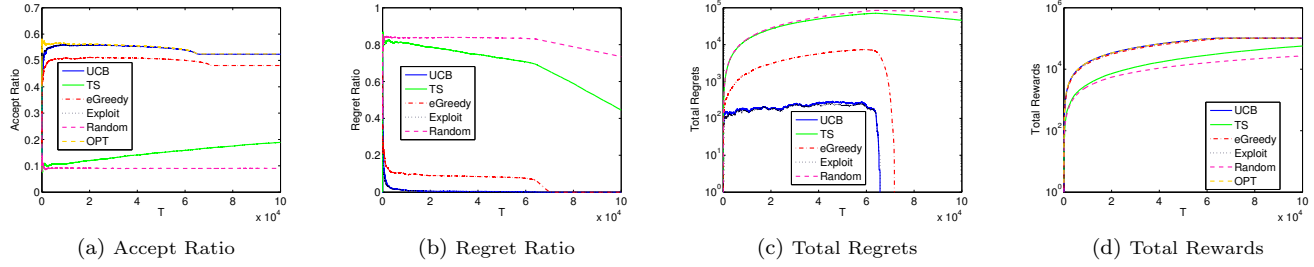 Accept Ratio
0.7
0.6
0.5
0.4
0.3
0.2
0.1
0
UCB
TS
eGreedy
Exploit
Random
OPT
0 2 4 6 8 10
T
x 10^4
(a) Accept Ratio
Regret Ratio
1
0.8
0.6
0.4
0.2
0
UCB
TS
eGreedy
Exploit
Random
0 2 4 6 8 10
T
x 10^4
(b) Regret Ratio
Total Regrets
10^5
10^4
10^3
10^2
10^1
10^0
UCB
TS
eGreedy
Exploit
Random
0 2 4 6 8 10
T
x 10^4
(c) Total Regrets
Total Rewards
10^6
10^4
10^2
10^0
UCB
TS
eGreedy
Exploit
Random
OPT
0 2 4 6 8 10
T
x 10^4
(d) Total Rewards